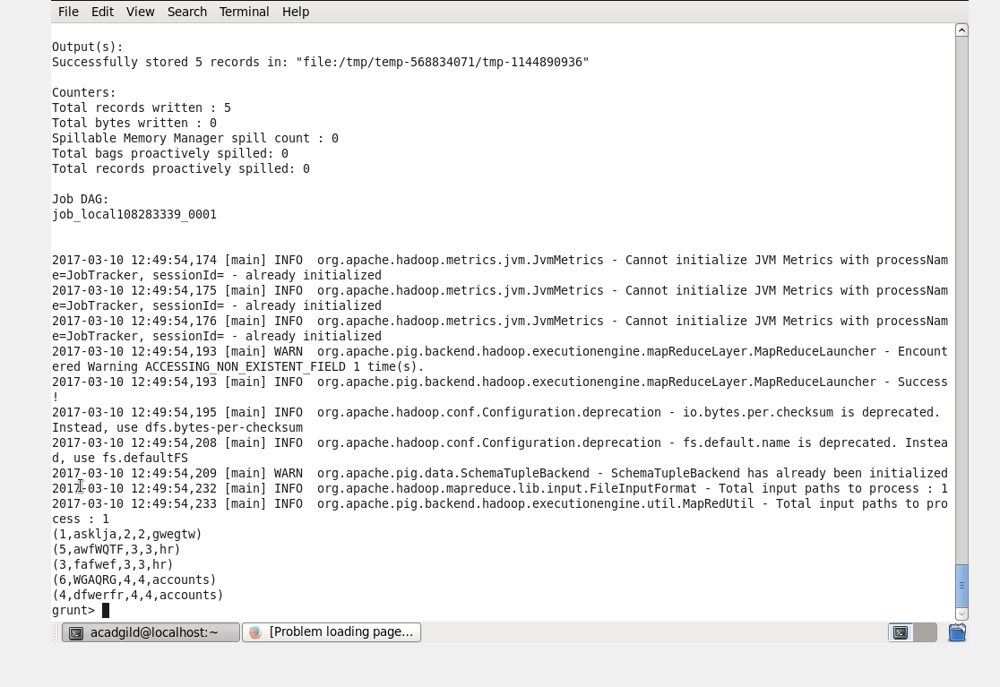 File Edit View Search Terminal Help
Output(s):
Successfully stored 5 records in: "file:/tmp/temp-568834071/tmp-1144890936"
Counters:
Total records written : 5
Total bytes written : 0
Spillable Memory Manager spill count : 0
Total bags proactively spilled: 0
Total records proactively spilled: 0
Job DAG:
job_local108283339_0001
2017-03-10 12:49:54,174 [main] INFO  org.apache.hadoop.metrics.jvm.JvmMetrics - Cannot initialize JVM Metrics with processNam
e=JobTracker, sessionId= - already initialized
2017-03-10 12:49:54,175 [main] INFO  org.apache.hadoop.metrics.jvm.JvmMetrics - Cannot initialize JVM Metrics with processNam
e=JobTracker, sessionId= - already initialized
2017-03-10 12:49:54,176 [main] INFO  org.apache.hadoop.metrics.jvm.JvmMetrics - Cannot initialize JVM Metrics with processNam
e=JobTracker, sessionId= - already initialized
2017-03-10 12:49:54,193 [main] WARN  org.apache.pig.backend.hadoop.executionengine.mapReduceLayer.MapReduceLauncher - Encount
ered Warning ACCESSING_NON_EXISTENT_FIELD 1 time(s).
2017-03-10 12:49:54,193 [main] INFO  org.apache.pig.backend.hadoop.executionengine.mapReduceLayer.MapReduceLauncher - Success
!
2017-03-10 12:49:54,195 [main] INFO  org.apache.hadoop.conf.Configuration.deprecation - io.bytes.per.checksum is deprecated.
Instead, use dfs.bytes-per-checksum
2017-03-10 12:49:54,208 [main] INFO  org.apache.hadoop.conf.Configuration.deprecation - fs.default.name is deprecated. Instea
d, use fs.defaultFS
2017-03-10 12:49:54,209 [main] WARN  org.apache.pig.data.SchemaTupleBackend - SchemaTupleBackend has already been initialized
2017-03-10 12:49:54,232 [main] INFO  org.apache.hadoop.mapreduce.lib.input.FileInputFormat - Total input paths to process : 1
2017-03-10 12:49:54,233 [main] INFO  org.apache.pig.backend.hadoop.executionengine.util.MapRedUtil - Total input paths to pro
cess : 1
(1,asklja,2,2,gwegtw)
(5,awfWQTF,3,3,hr)
(3,fafwef,3,3,hr)
(6,WGAQRG,4,4,accounts)
(4,dfwerfr,4,4,accounts)
grunt>
acadgild@localhost:~ [Problem loading page...